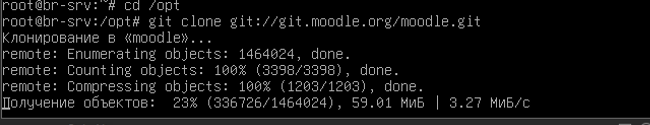 root@br-srv:~# cd /opt
root@br-srv:/opt# git clone git://git.moodle.org/moodle.git
Клонирование в «moodle»...
remote: Enumerating objects: 1464024, done.
remote: Counting objects: 100% (3398/3398), done.
remote: Compressing objects: 100% (1203/1203), done.
Получение объектов:  23% (336726/1464024), 59.01 МиБ | 3.27 МиБ/с